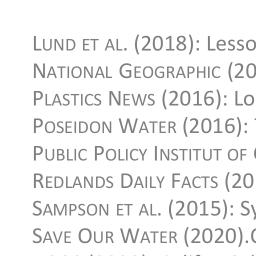 LUND ET AL. (2018): Lesso
NATIONAL GEOGRAPHIC (20
PLASTICS NEWS (2016): Lo
POSEIDON WATER (2016):
PUBLIC POLICY INSTITUT OF
REDLANDS DAILY FACTS (20
SAMPSON ET AL. (2015): Sy
SAVE OUR WATER (2020).